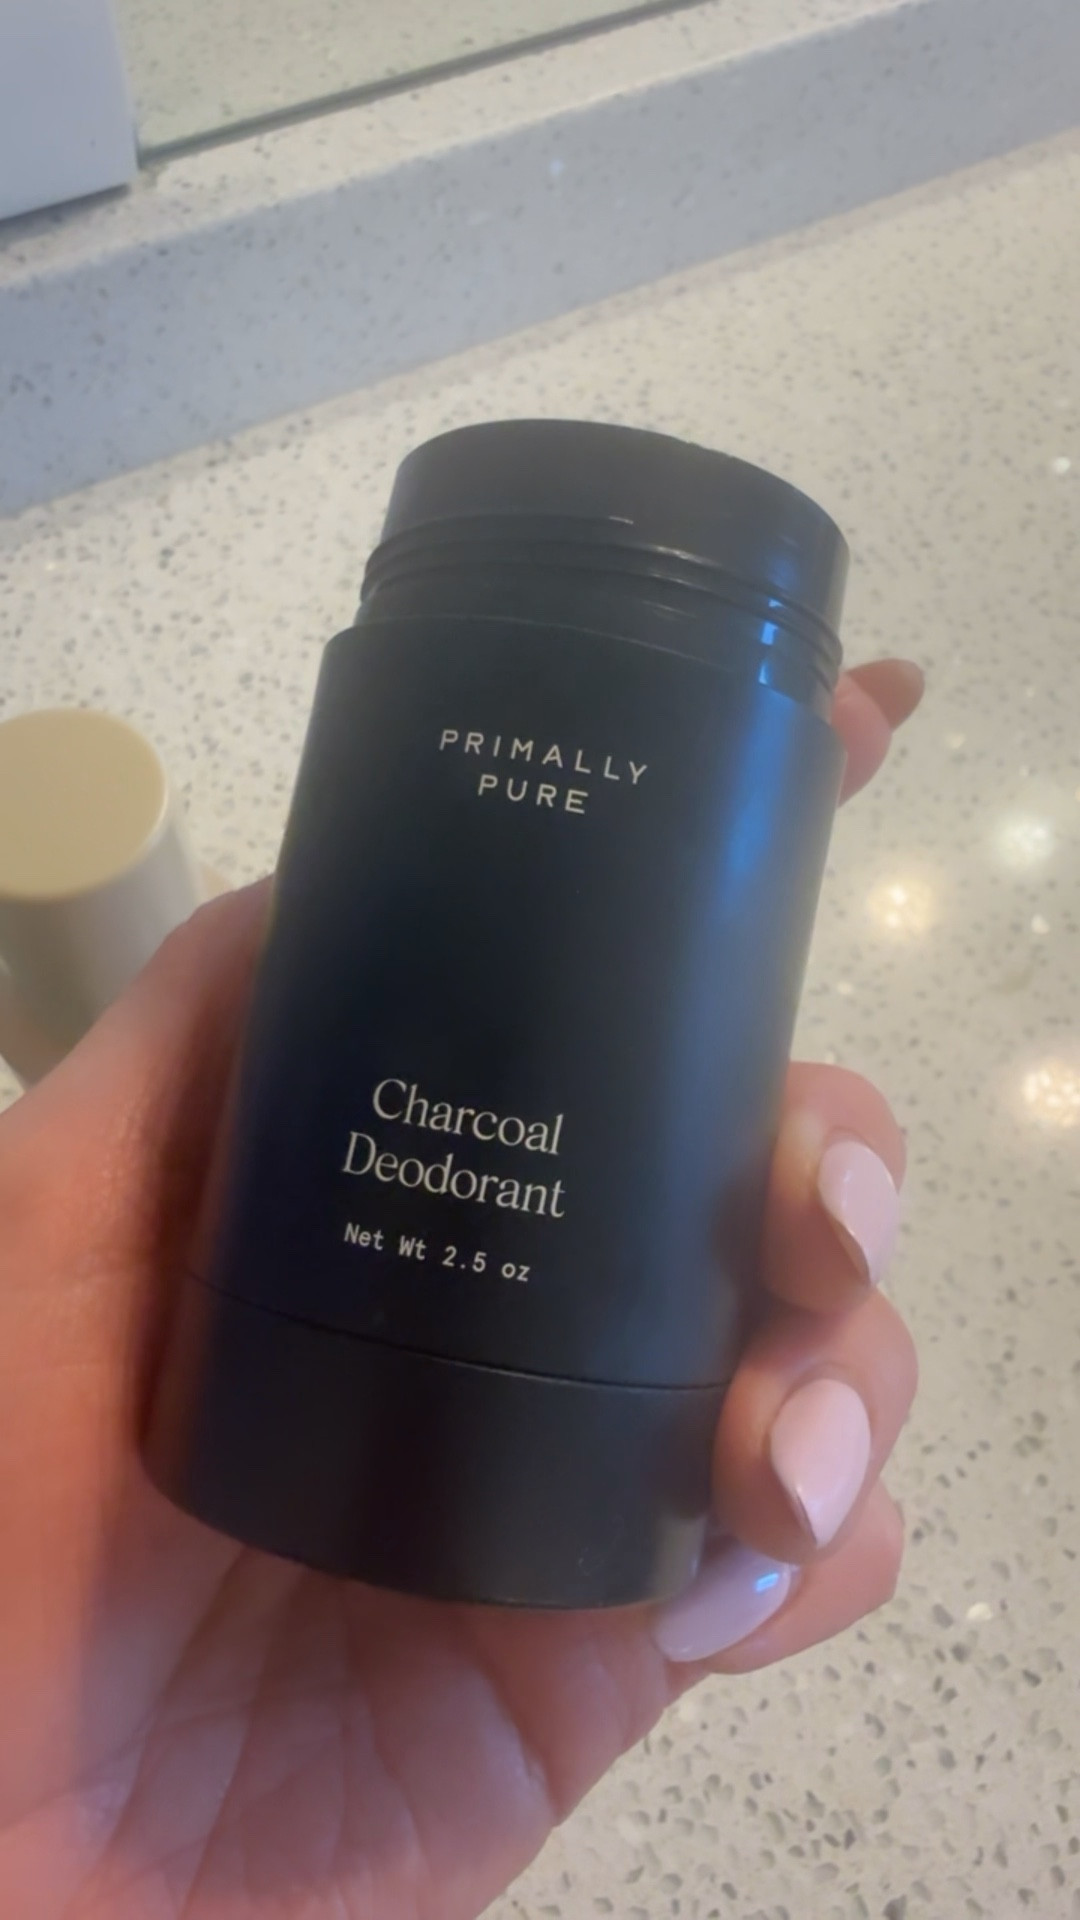 PRIMALLY
PURE
Charcoal
Deodorant
Net Wt 2.5 oz